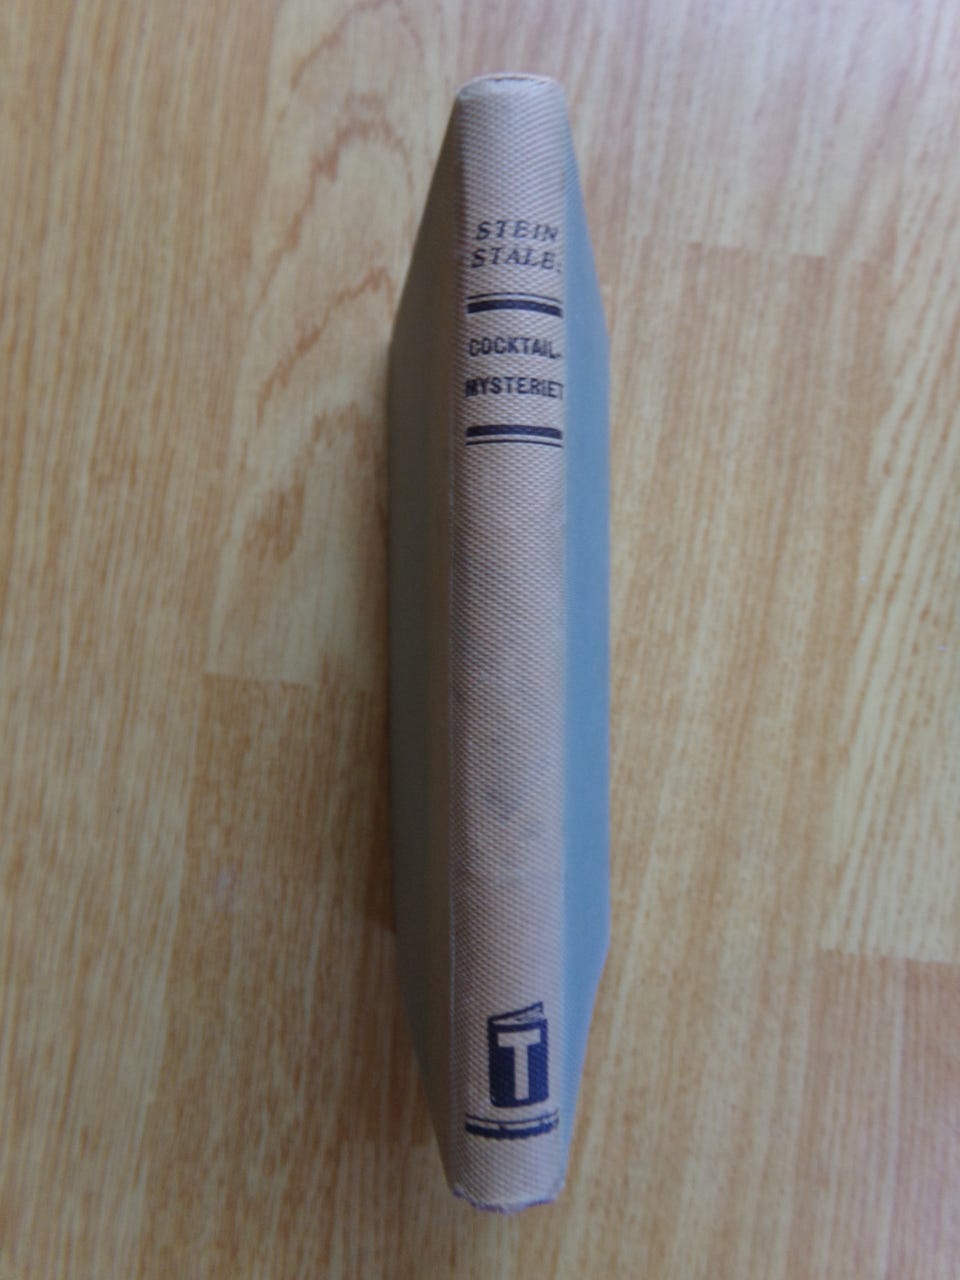 STEIN
STALE:
COCKTAIL-
MYSTERIET
T